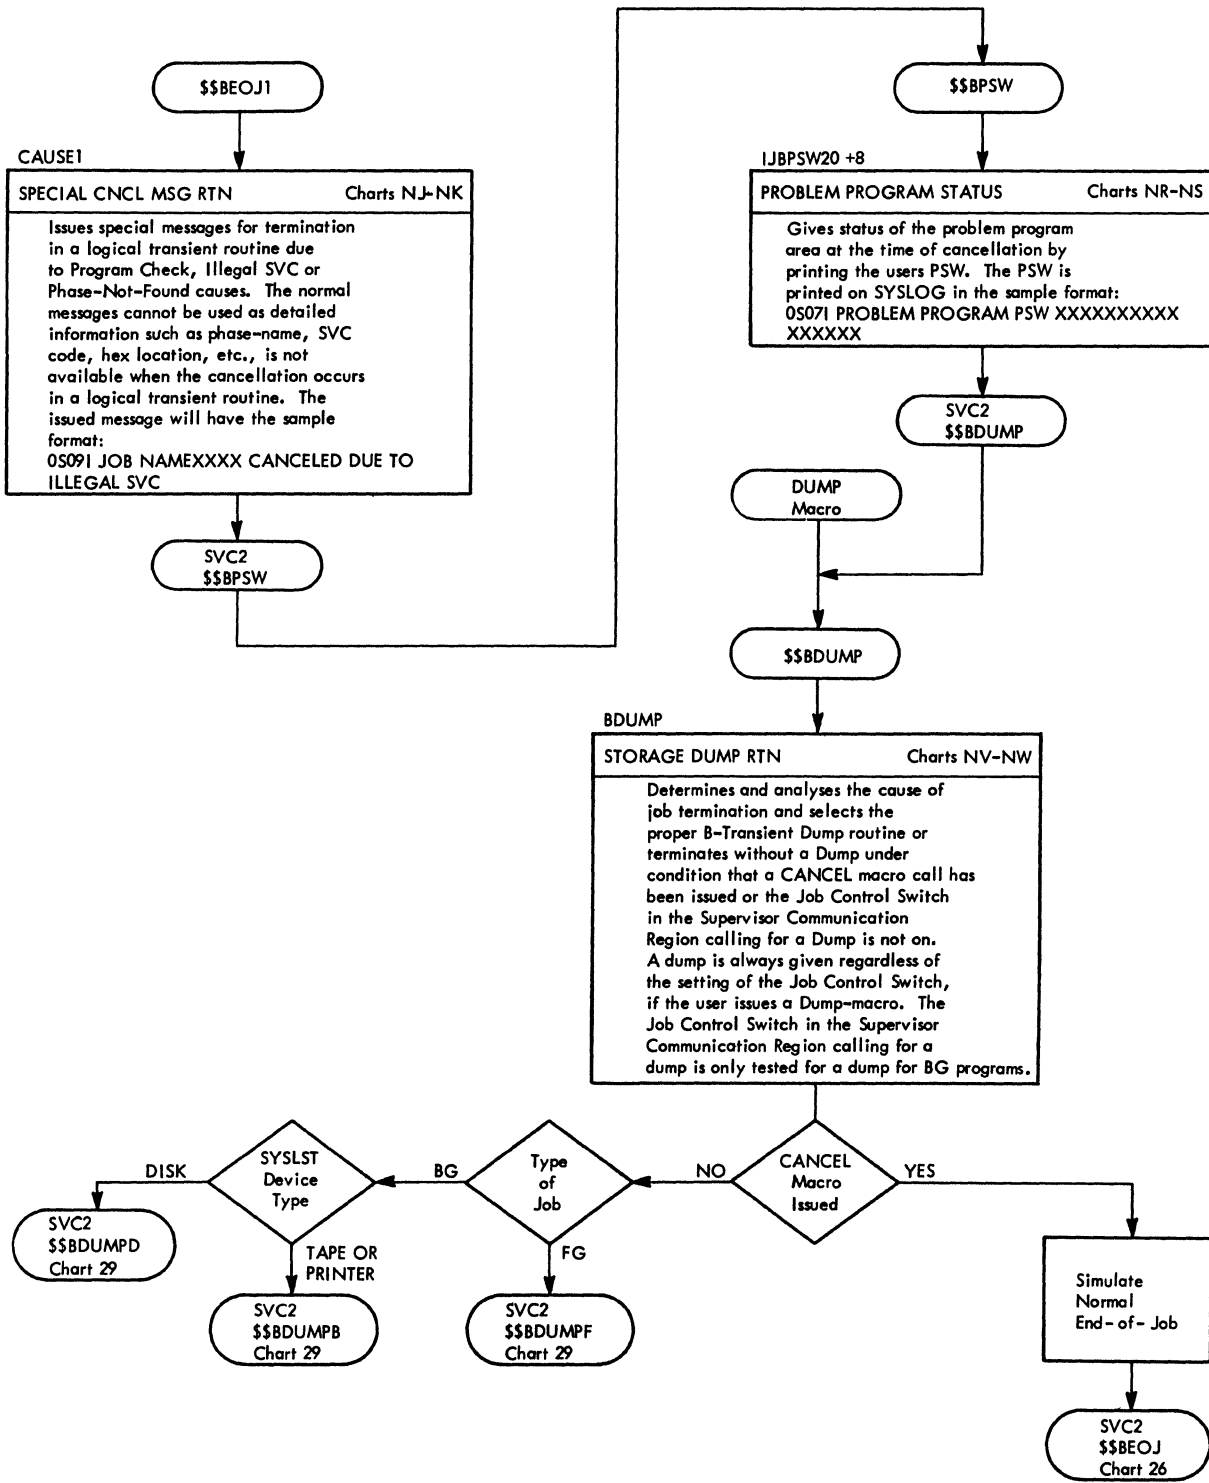 $$BEOJ1
CAUSE1
SPECIAL CNCL MSG RTN Charts NJ-NK
Issues special messages for termination
in a logical transient routine due
to Program Check, Illegal SVC or
Phase-Not-Found causes. The normal
messages cannot be used as detailed
information such as phase-name, SVC
code, hex location, etc., is not
available when the cancellation occurs
in a logical transient routine. The
issued message will have the sample
format:
0S09I JOB NAMEXXXX CANCELED DUE TO
ILLEGAL SVC
SVC2
$$BPSW
$$BPSW
IJBPSW20 +8
PROBLEM PROGRAM STATUS Charts NR-NS
Gives status of the problem program
area at the time of cancellation by
printing the users PSW. The PSW is
printed on SYSLOG in the sample format:
0S07I PROBLEM PROGRAM PSW XXXXXXXXXX
XXXXXX
SVC2
$$BDUMP
DUMP
Macro
$$BDUMP
BDUMP
STORAGE DUMP RTN Charts NV-NW
Determines and analyses the cause of
job termination and selects the
proper B-Transient Dump routine or
terminates without a Dump under
condition that a CANCEL macro call has
been issued or the Job Control Switch
in the Supervisor Communication
Region calling for a Dump is not on.
A dump is always given regardless of
the setting of the Job Control Switch,
if the user issues a Dump-macro. The
Job Control Switch in the Supervisor
Communication Region calling for a
dump is only tested for a dump for BG programs.
CANCEL
Macro
Issued
NO
YES
Type
of
Job
BG
FG
SYSLST
Device
Type
DISK
TAPE OR
PRINTER
SVC2
$$BDUMPD
Chart 29
SVC2
$$BDUMPB
Chart 29
SVC2
$$BDUMPF
Chart 29
Simulate
Normal
End-of-Job
SVC2
$$BEOJ
Chart 26